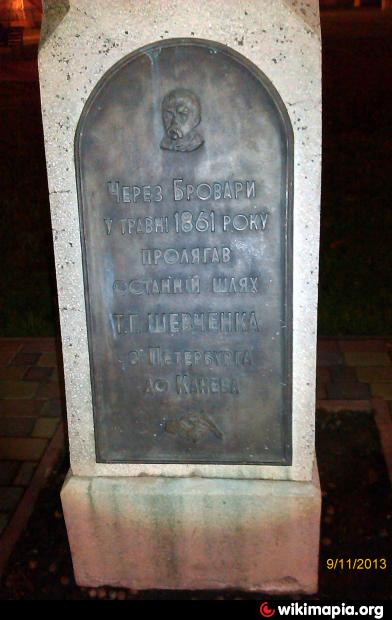 Через Бровари
у травні 1861 року
пролягав
останній шлях
Т.Г. Шевченка
з Петербурга
до Канева
9/11/2013
wikimapia.org